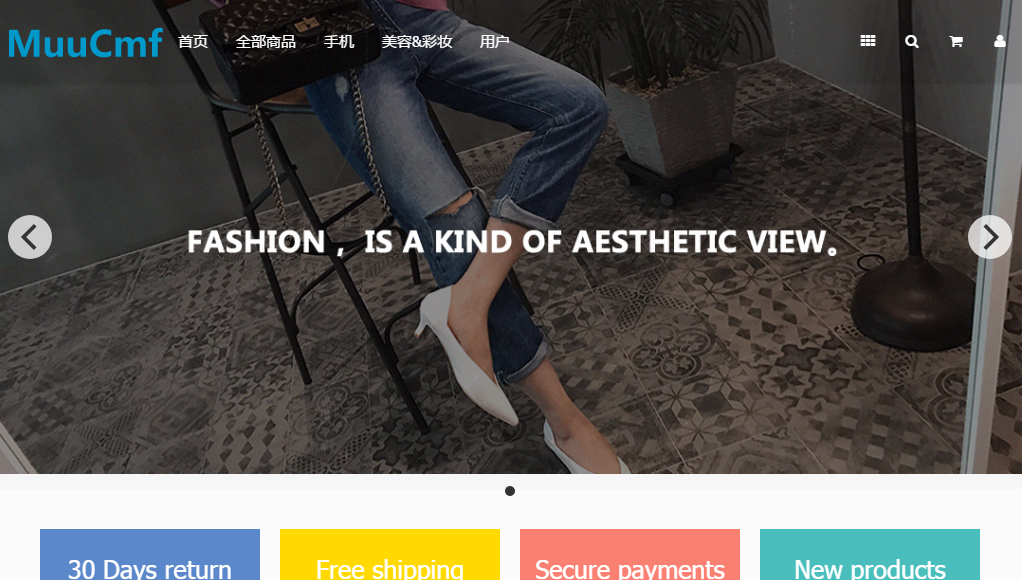 MuuCmf 首页 全部商品 手机 美容&彩妆 用户
FASHION ， IS A KIND OF AESTHETIC VIEW。
30 Days return Free shipping Secure payments New products